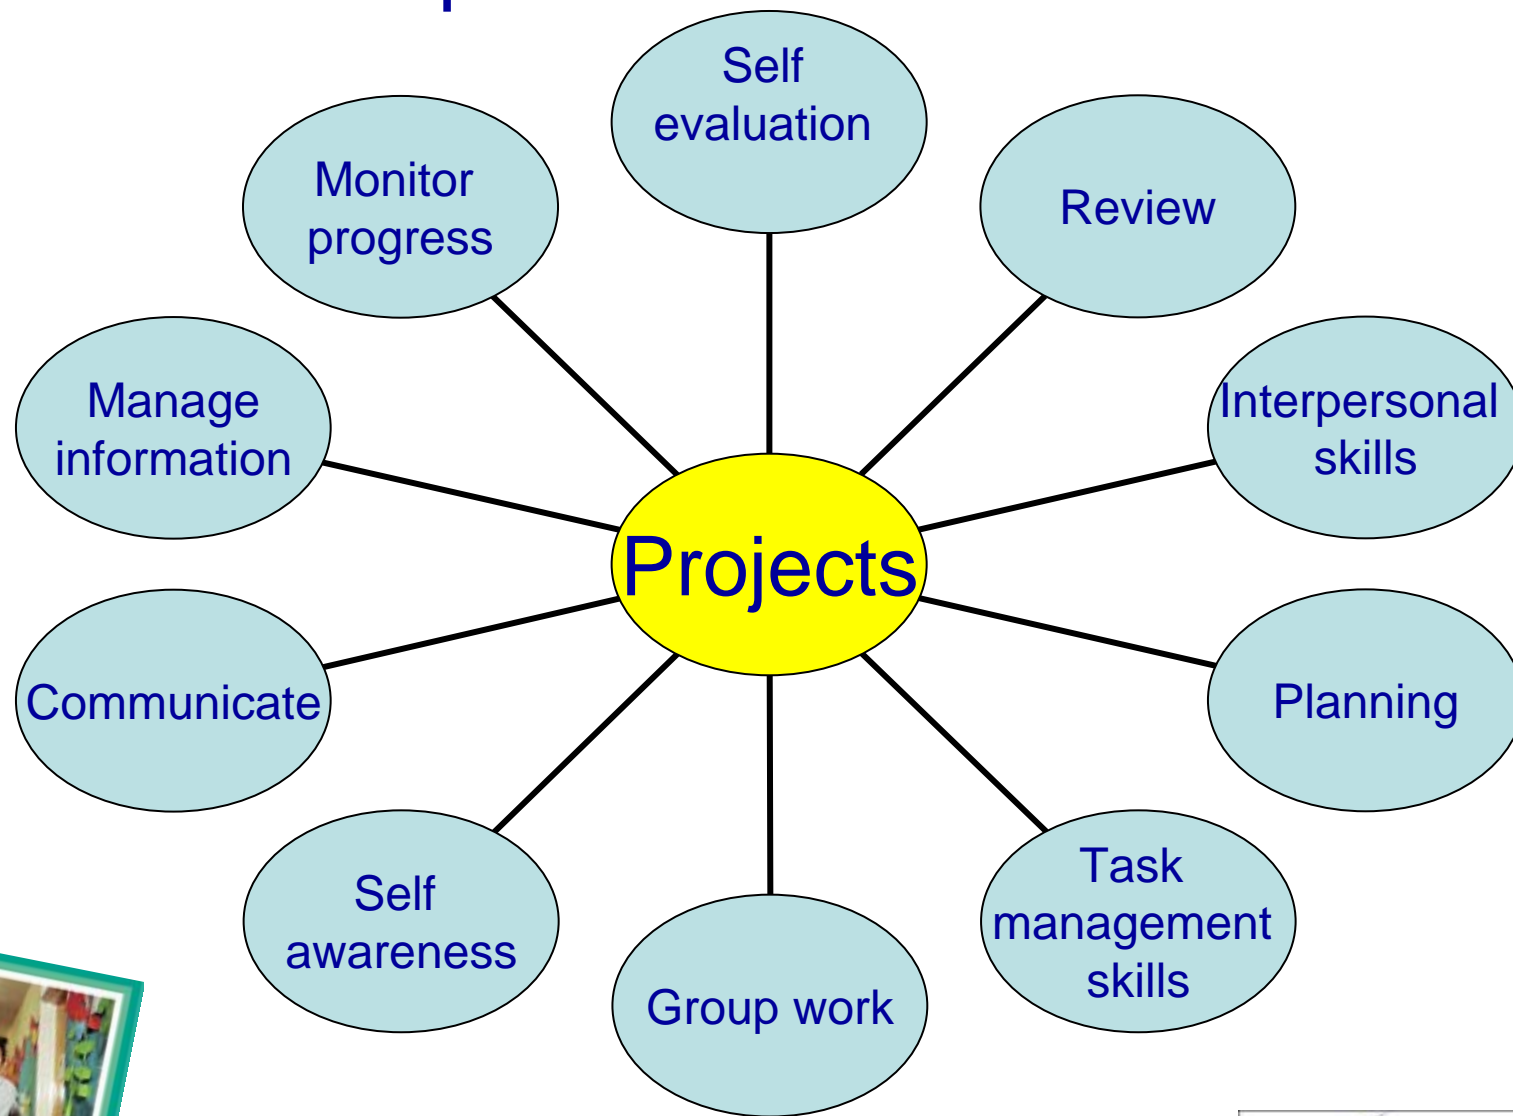 Self
evaluation
Review
Interpersonal
skills
Planning
Task
management
skills
Group work
Self
awareness
Communicate
Manage
information
Monitor
progress
Projects